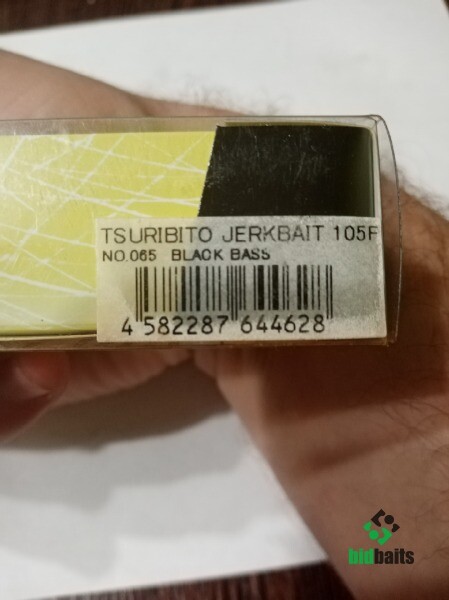 TSURIBITO JERKBAIT 105F
NO.065 BLACK BASS
4 582287 644628
bidbaits